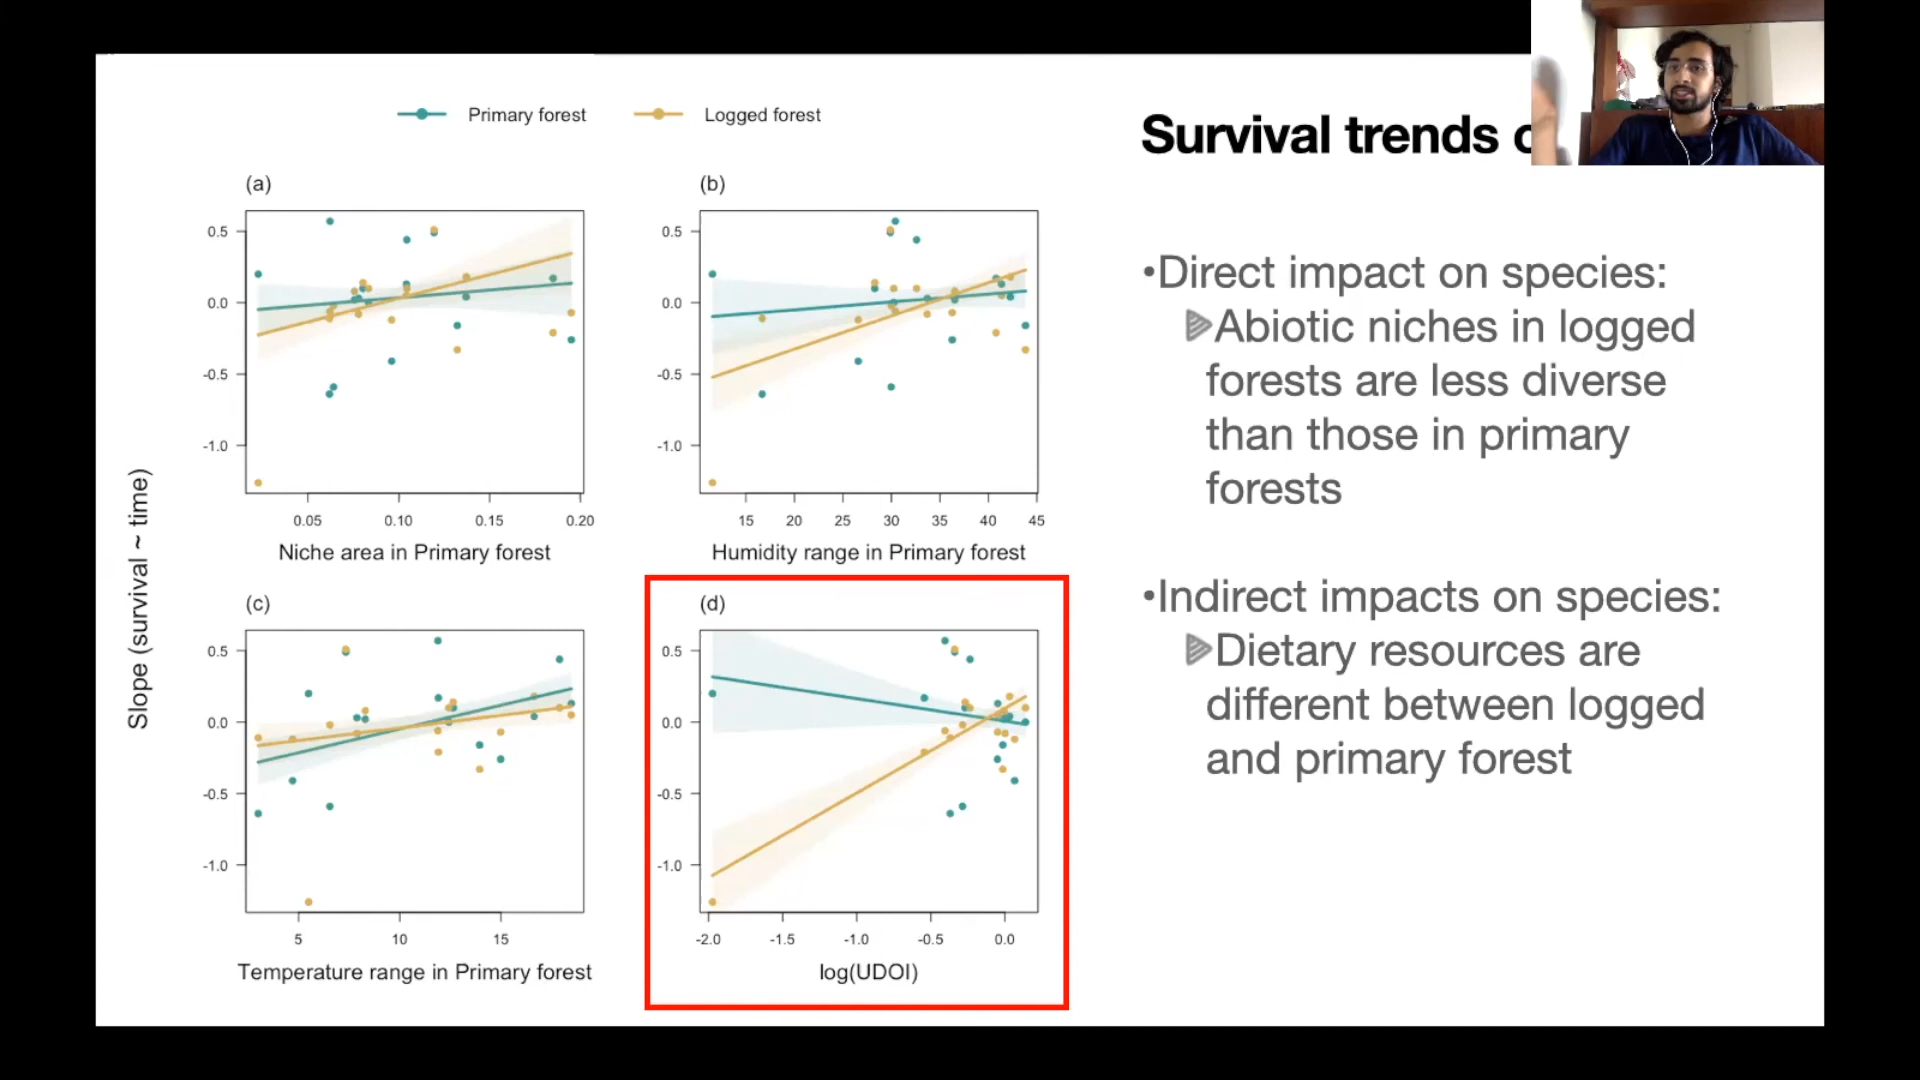 Primary forest
Logged forest
Survival trends
(a)
(b)
0.5
0.0
-0.5
-1.0
0.05 0.10 0.15 0.20
Niche area in Primary forest
0.5
0.0
-0.5
-1.0
15 20 25 30 35 40 45
Humidity range in Primary forest
Slope (survival ~ time)
(c)
(d)
0.5
0.0
-0.5
-1.0
5 10 15
Temperature range in Primary forest
0.5
0.0
-0.5
-1.0
-2.0 -1.5 -1.0 -0.5 0.0
log(UDOI)
•Direct impact on species:
Abiotic niches in logged
forests are less diverse
than those in primary
forests
•Indirect impacts on species:
Dietary resources are
different between logged
and primary forest